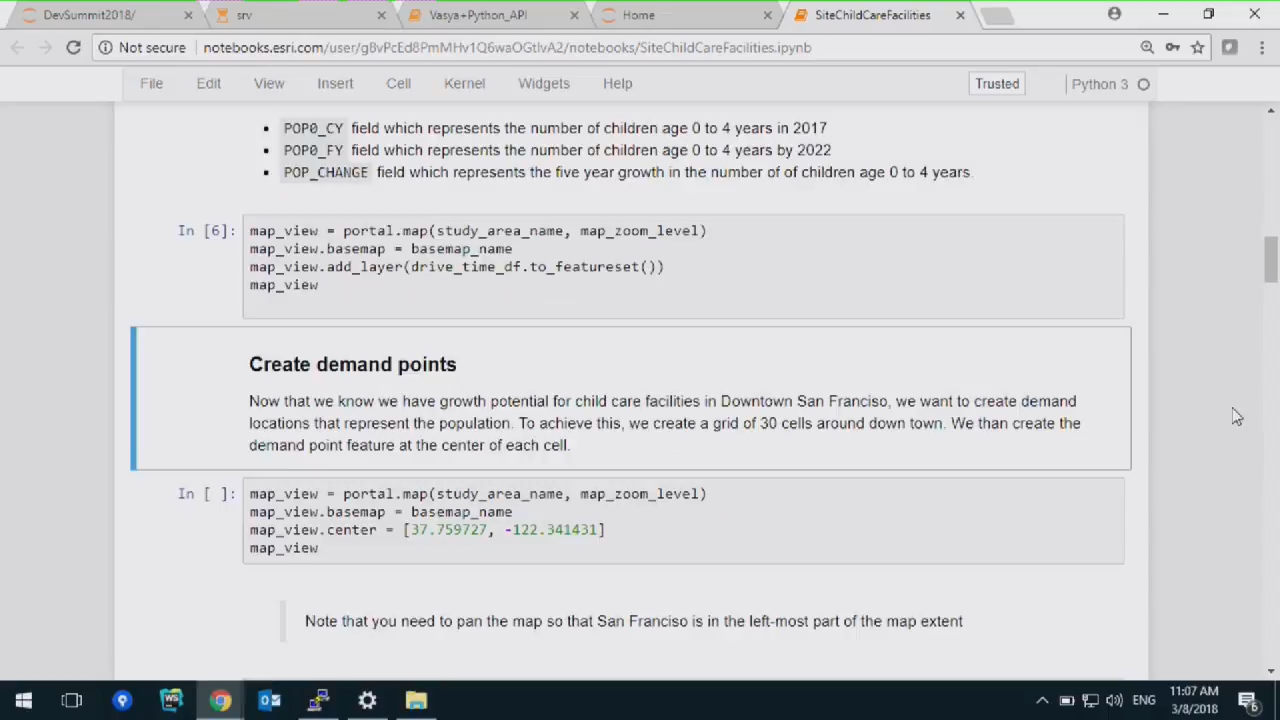 DevSummit2018/
srv
Vasya+Python_API
Home
SiteChildCareFacilities
Not secure notebooks.esri.com/user/g8vPcEd8PmMHv1Q6waOGtIvA2/notebooks/SiteChildCareFacilities.ipynb
File Edit View Insert Cell Kernel Widgets Help Trusted Python 3
POP0_CY field which represents the number of children age 0 to 4 years in 2017
POP0_FY field which represents the number of children age 0 to 4 years by 2022
POP_CHANGE field which represents the five year growth in the number of of children age 0 to 4 years.
In [6]: map_view = portal.map(study_area_name, map_zoom_level)
map_view.basemap = basemap_name
map_view.add_layer(drive_time_df.to_featureset())
map_view
Create demand points
Now that we know we have growth potential for child care facilities in Downtown San Franciso, we want to create demand
locations that represent the population. To achieve this, we create a grid of 30 cells around down town. We than create the
demand point feature at the center of each cell.
In [ ]: map_view = portal.map(study_area_name, map_zoom_level)
map_view.basemap = basemap_name
map_view.center = [37.759727, -122.341431]
map_view
Note that you need to pan the map so that San Franciso is in the left-most part of the map extent
WS
ENG
11:07 AM
3/8/2018
6